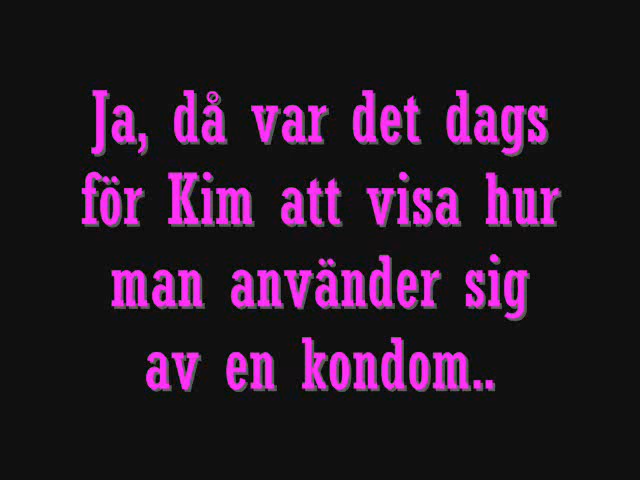 Ja, då var det dags
för Kim att visa hur
man använder sig
av en kondom..